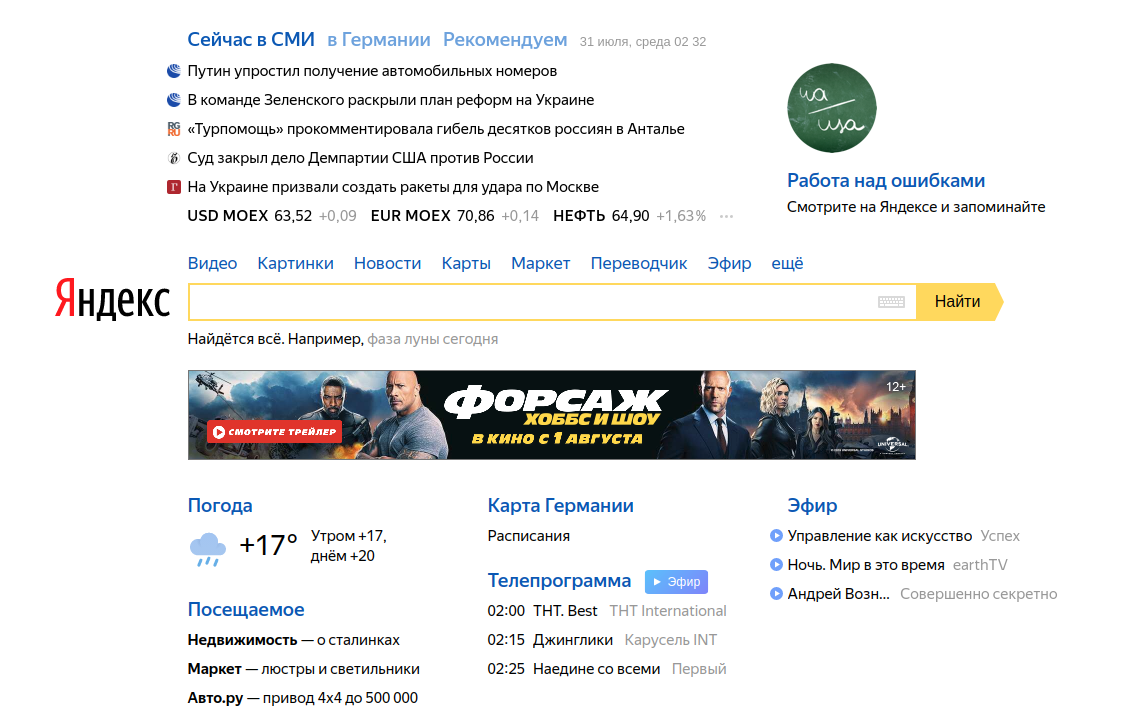 Сейчас в СМИ в Германии Рекомендуем 31 июля, среда 02 32
Путин упростил получение автомобильных номеров
В команде Зеленского раскрыли план реформ на Украине
RG RU «Турпомощь» прокомментировала гибель десятков россиян в Анталье
Суд закрыл дело Демпартии США против России
Г На Украине призвали создать ракеты для удара по Москве
USD MOEX 63,52 +0,09 EUR MOEX 70,86 +0,14 НЕФТЬ 64,90 +1,63% ···
Работа над ошибками
Смотрите на Яндексе и запоминайте
Видео Картинки Новости Карты Маркет Переводчик Эфир ещё
Яндекс
Найти
Найдётся всё. Например, фаза луны сегодня
СМОТРИТЕ ТРЕЙЛЕР
ФОРСАЖ
ХОББС И ШОУ
В КИНО С 1 АВГУСТА
12+
UNIVERSAL
Погода
+17° Утром +17,
днём +20
Посещаемое
Недвижимость — о сталинках
Маркет — люстры и светильники
Авто.ру — привод 4x4 до 500 000
Карта Германии
Расписания
Телепрограмма Эфир
02:00 ТНТ. Best ТНТ International
02:15 Джинглики Карусель INT
02:25 Наедине со всеми Первый
Эфир
Управление как искусство Успех
Ночь. Мир в это время earthTV
Андрей Возн... Совершенно секретно